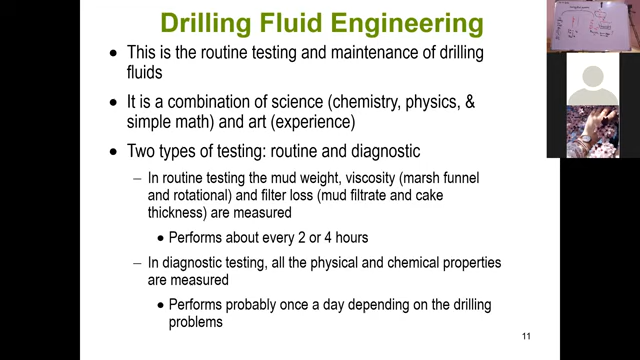 Drilling Fluid Engineering
• This is the routine testing and maintenance of drilling
fluids
• It is a combination of science (chemistry, physics, &
simple math) and art (experience)
• Two types of testing: routine and diagnostic
– In routine testing the mud weight, viscosity (marsh funnel
and rotational) and filter loss (mud filtrate and cake
thickness) are measured
• Performs about every 2 or 4 hours
– In diagnostic testing, all the physical and chemical properties
are measured
• Performs probably once a day depending on the drilling
problems
11